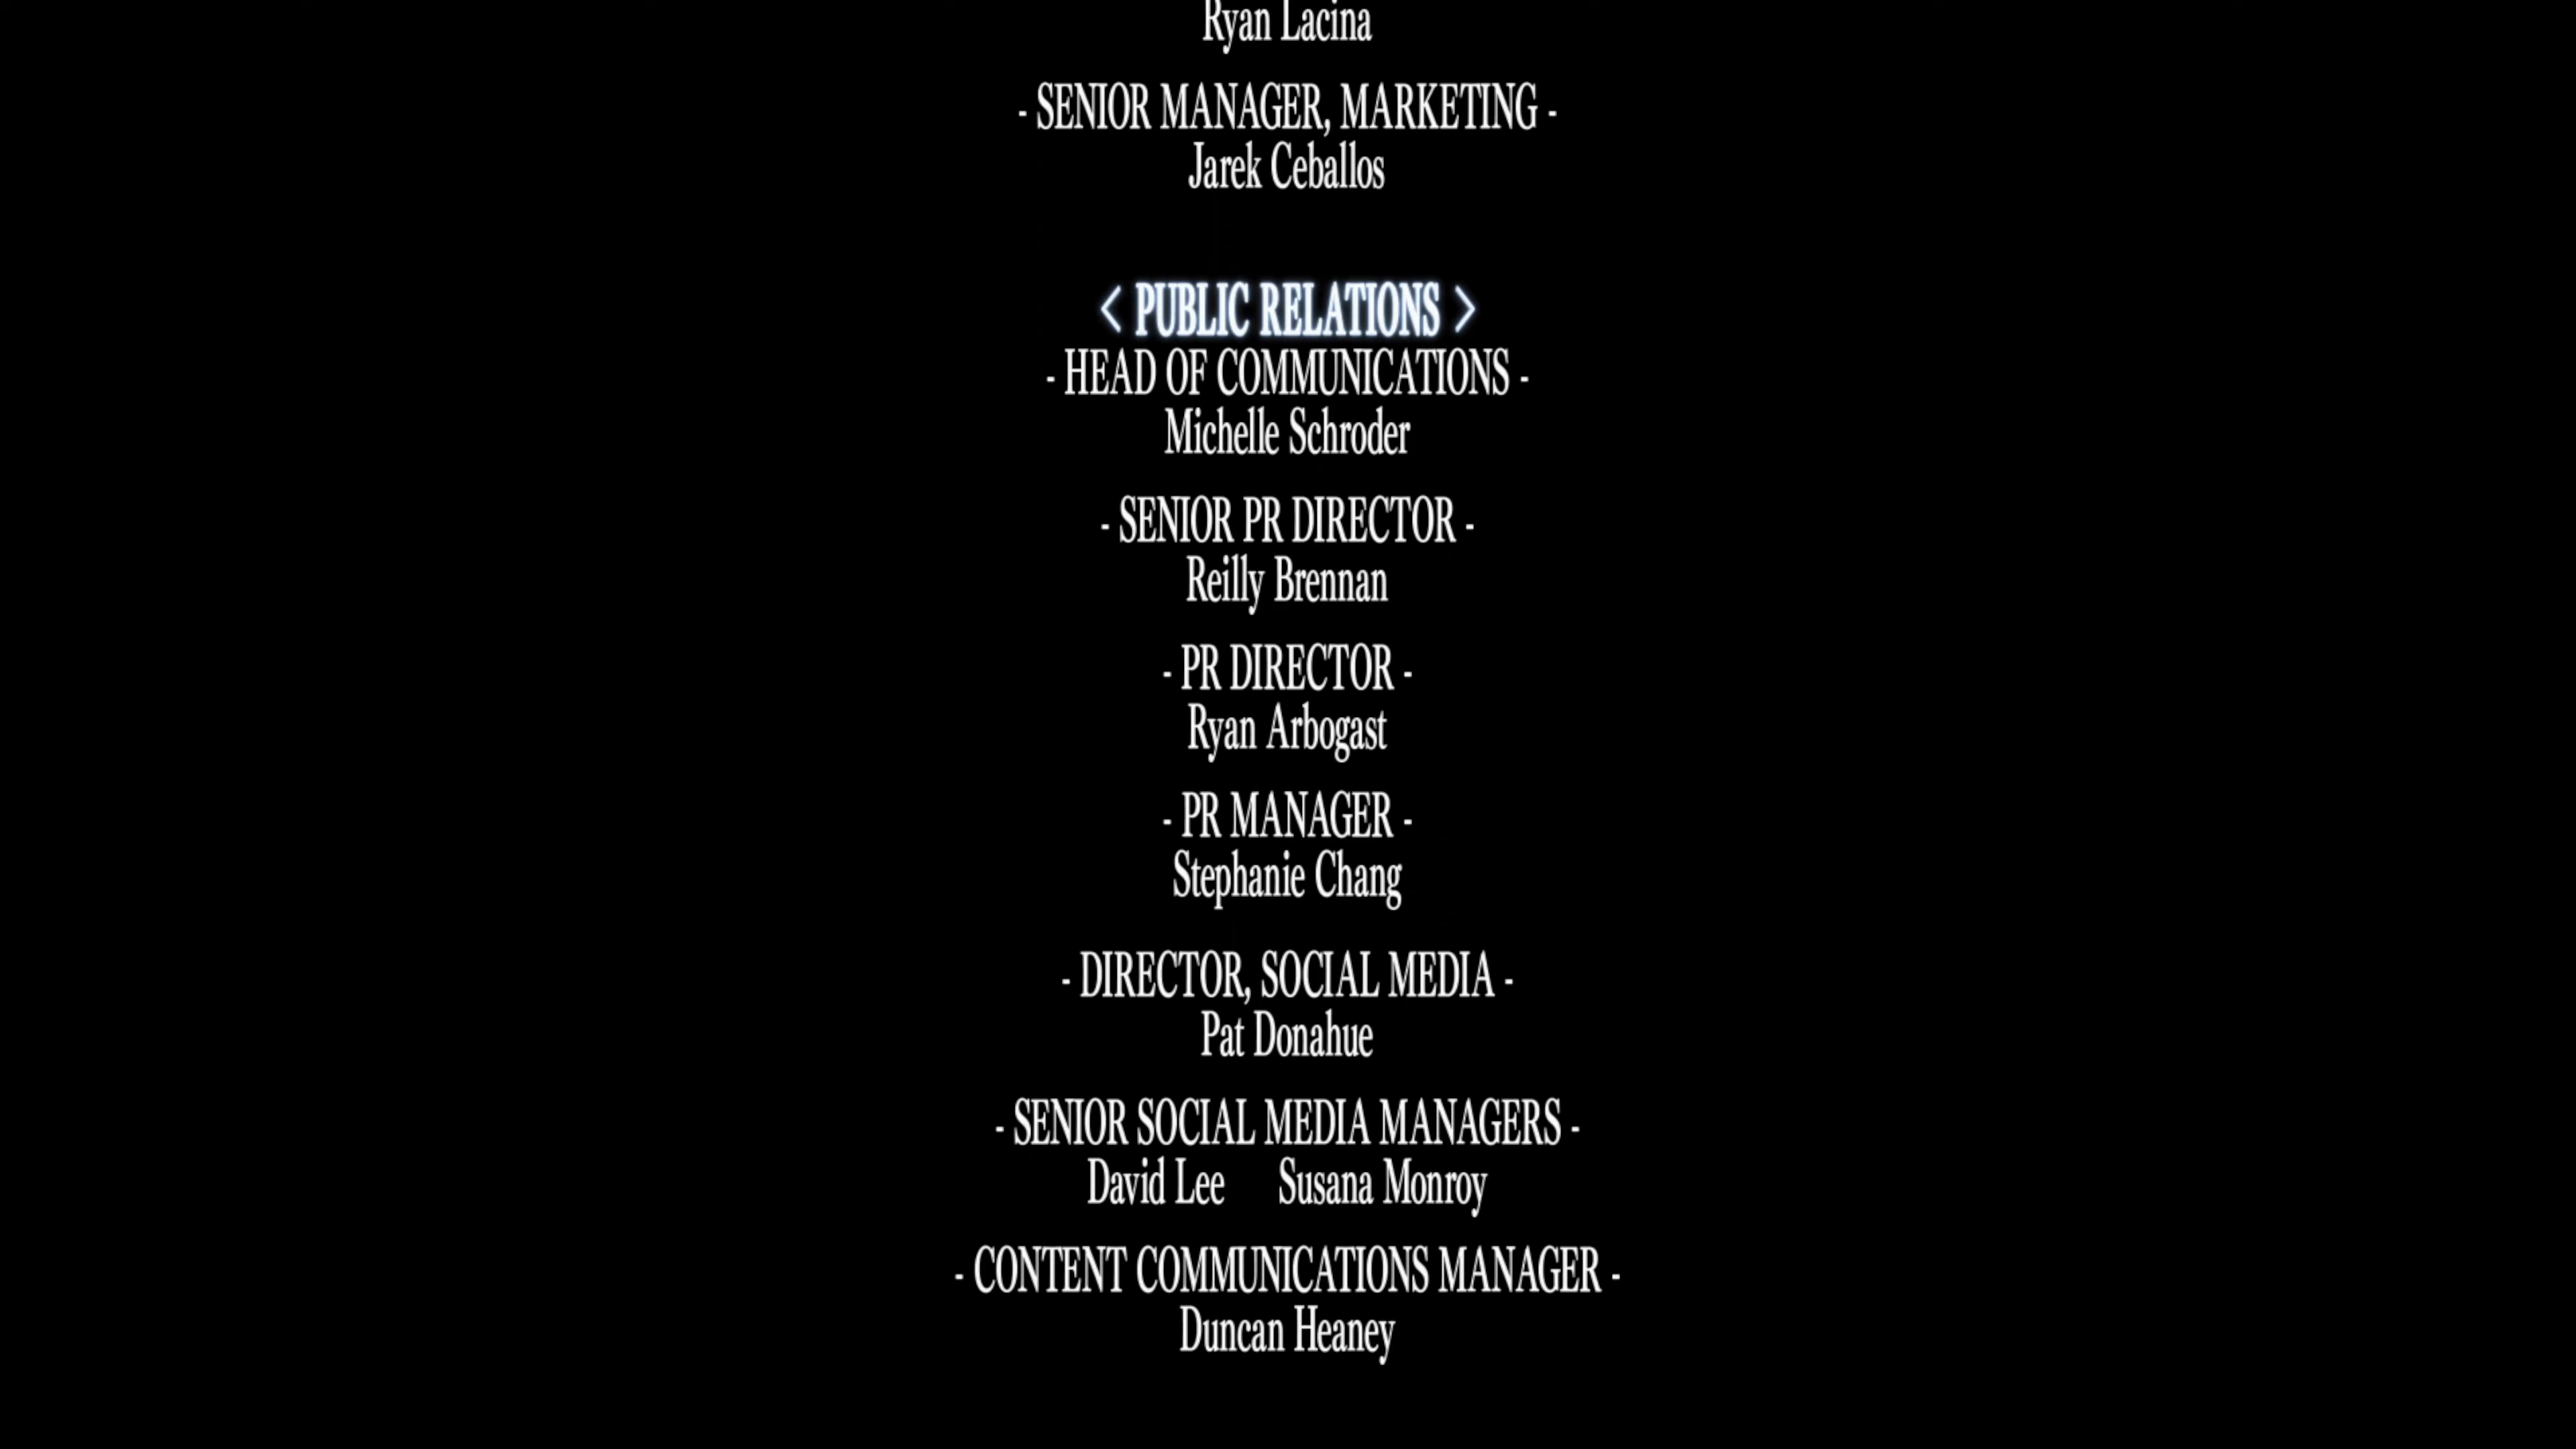 Ryan Lacina
- SENIOR MANAGER, MARKETING -
Jarek Ceballos
< PUBLIC RELATIONS >
- HEAD OF COMMUNICATIONS -
Michelle Schroder
- SENIOR PR DIRECTOR -
Reilly Brennan
- PR DIRECTOR -
Ryan Arbogast
- PR MANAGER -
Stephanie Chang
- DIRECTOR, SOCIAL MEDIA -
Pat Donahue
- SENIOR SOCIAL MEDIA MANAGERS -
David Lee Susana Monroy
- CONTENT COMMUNICATIONS MANAGER -
Duncan Heaney